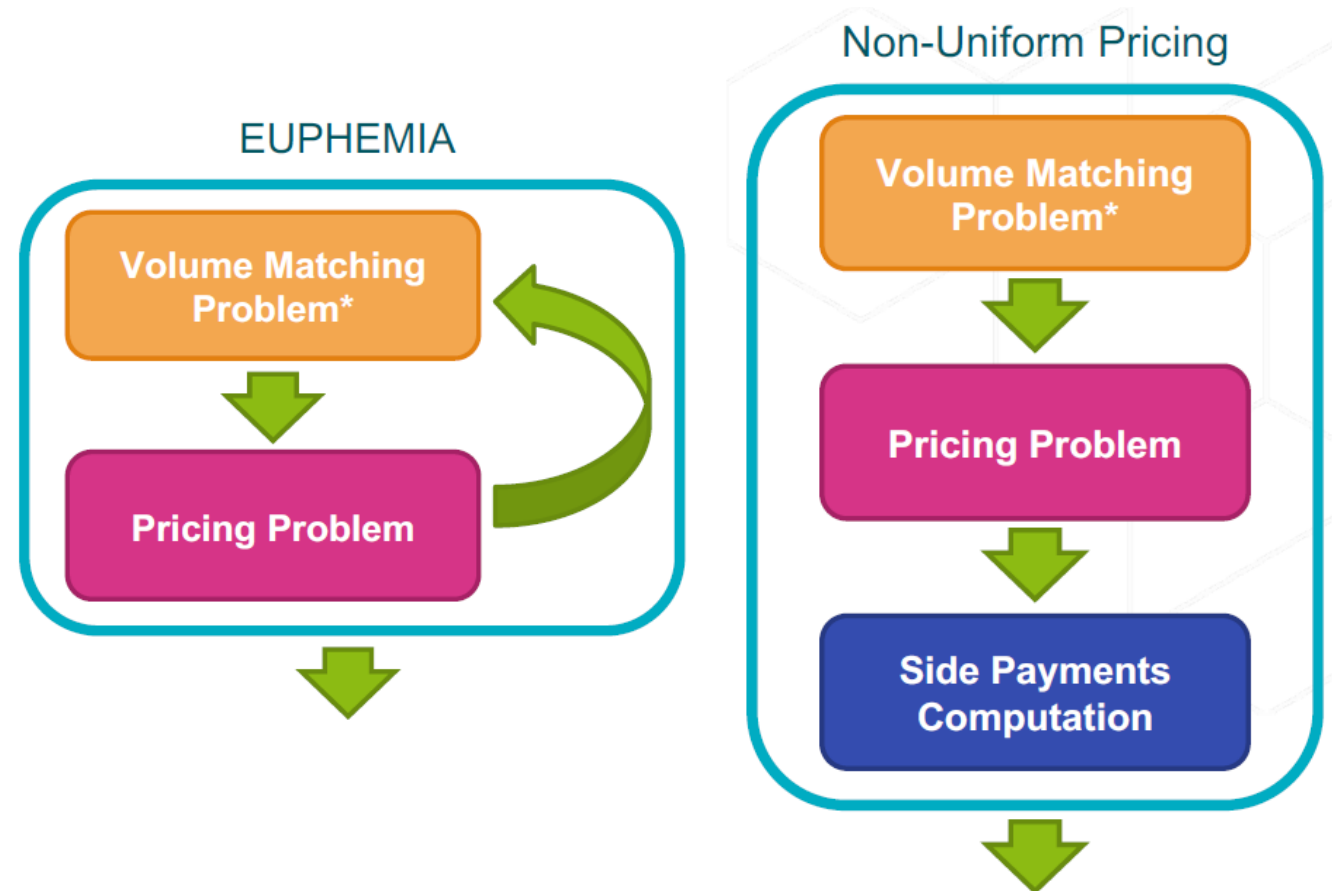 EUPHEMIA
Volume Matching
Problem*
Pricing Problem
Non-Uniform Pricing
Volume Matching
Problem*
Pricing Problem
Side Payments
Computation